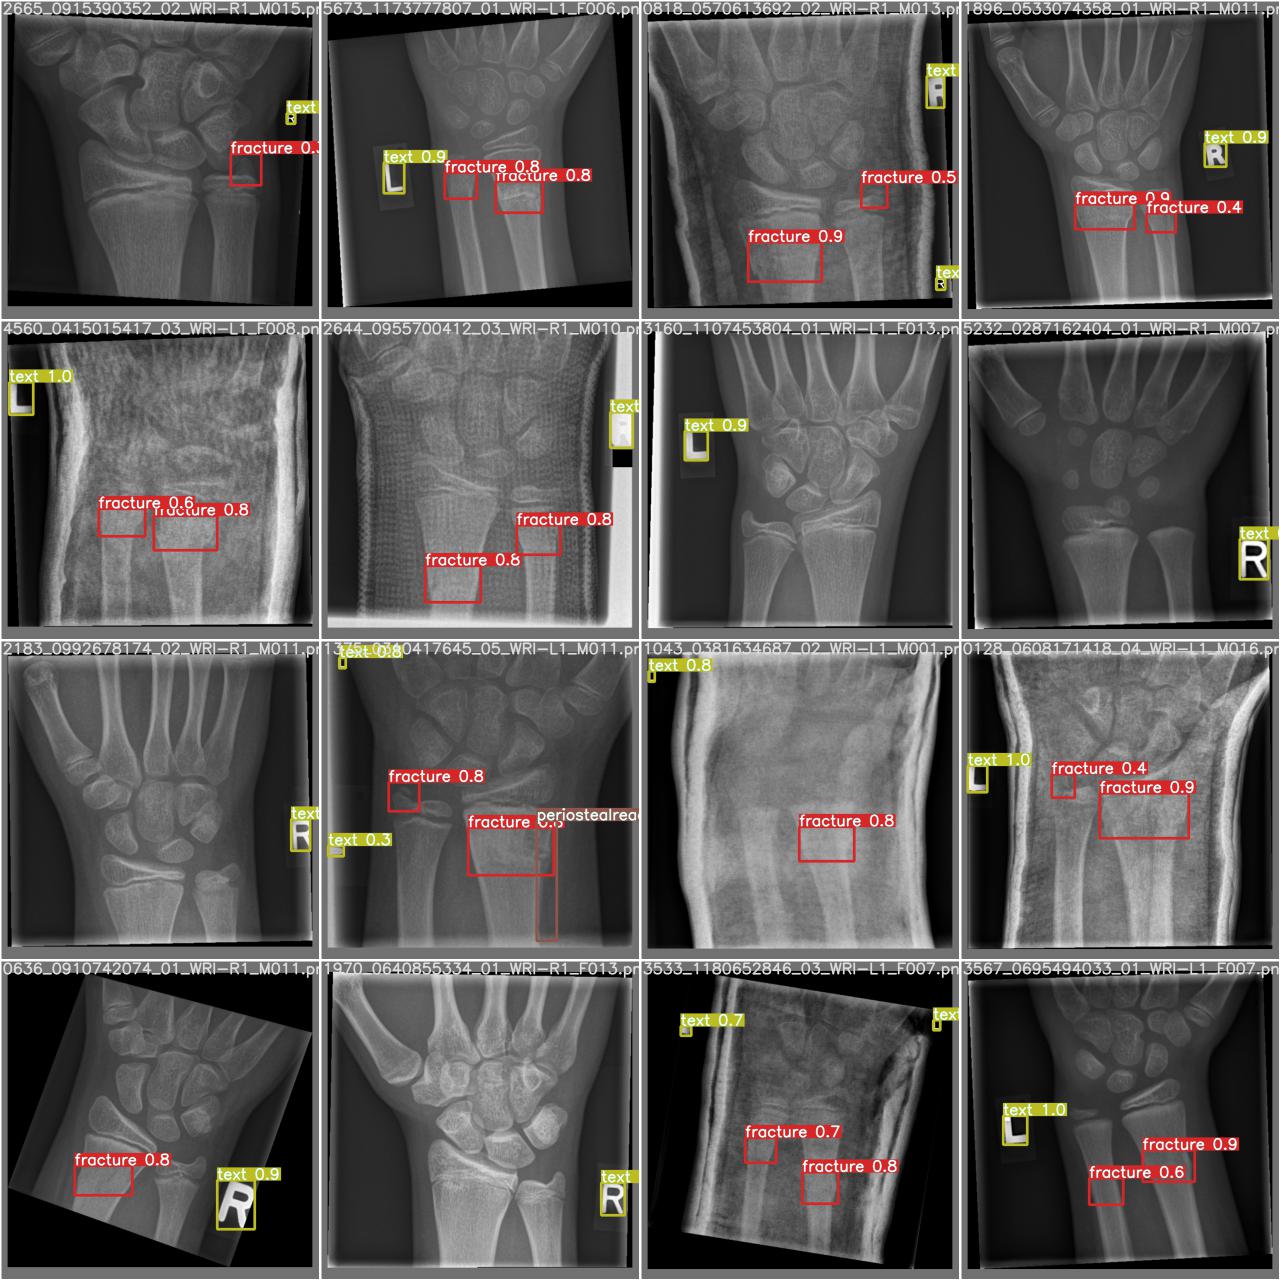 2665_0915390352_02_WRI-R1_M015.pn
text
R
fracture 0.3
5673_1173777807_01_WRI-L1_F006.pn
text 0.9
L
fracture 0.8
fracture 0.8
0818_0570613692_02_WRI-R1_M013.pn
text
R
fracture 0.5
fracture 0.9
text
R
1896_0533074358_01_WRI-R1_M011.p
text 0.9
R
fracture 0.9
fracture 0.4
4560_0415015417_03_WRI-L1_F008.pn
text 1.0
L
fracture 0.6
fracture 0.8
2644_0955700412_03_WRI-R1_M010.pn
text
fracture 0.8
fracture 0.8
3160_1107453804_01_WRI-L1_F013.pn
text 0.9
L
5232_0287162404_01_WRI-R1_M007.pn
text
R
2183_0992678174_02_WRI-R1_M011.pr
text
R
text 0.8
fracture 0.8
fracture
periostealrea
text 0.3
1043_0381634687_02_WRI-L1_M001.pn
text 0.8
fracture 0.8
0128_0608171418_04_WRI-L1_M016.pn
text 1.0
L
fracture 0.4
fracture 0.9
0636_0910742074_01_WRI-R1_M011.pr
fracture 0.8
text 0.9
R
1970_0640855334_01_WRI-R1_F013.pn
text
R
3533_1180652846_03_WRI-L1_F007.pn
text 0.7
text
fracture 0.7
fracture 0.8
3567_0695494033_01_WRI-L1_F007.pn
text 1.0
L
fracture 0.9
fracture 0.6